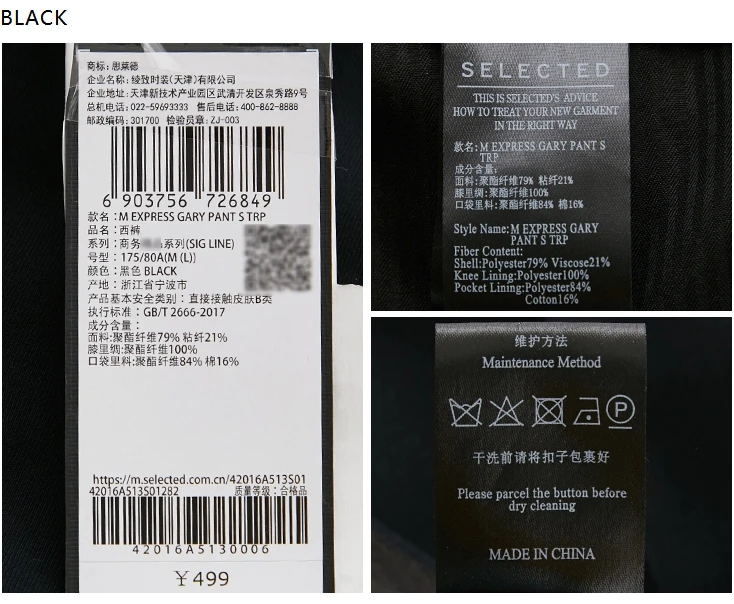 BLACK
商标: 思莱德
企业名称: 绫致时装(天津)有限公司
企业地址: 天津新技术产业园区武清开发区泉秀路9号
总机电话: 022-59693333 售后电话: 400-862-8888
邮政编码: 301700 检验员章: ZJ-003
6 903756 726849
款名: M EXPRESS GARY PANT S TRP
品名: 西裤
系列: 商务系列(SIG LINE)
号型: 175/80A(M (L))
颜色: 黑色 BLACK
产地: 浙江省宁波市
产品基本安全类别: 直接接触皮肤B类
执行标准: GB/T 2666-2017
成分含量:
面料:聚酯纤维79% 粘纤21%
膝里绸:聚酯纤维100%
口袋里料:聚酯纤维84% 棉16%
https://m.selected.com.cn/42016A513S01
42016A513S01282 质量等级: 合格品
42016A5130006
￥499
SELECTED
THIS IS SELECTED'S ADVICE
HOW TO TREAT YOUR NEW GARMENT
IN THE RIGHT WAY
款名: M EXPRESS GARY PANT S
TRP
成分含量:
面料:聚酯纤维79% 粘纤21%
膝里绸:聚酯纤维100%
口袋里料:聚酯纤维84% 棉16%
Style Name: M EXPRESS GARY
PANT S TRP
Fiber Content:
Shell:Polyester79% Viscose21%
Knee Lining:Polyester100%
Pocket Lining:Polyester84%
Cotton16%
维护方法
Maintenance Method
P
干洗前请将扣子包裹好
Please parcel the button before
dry cleaning
MADE IN CHINA